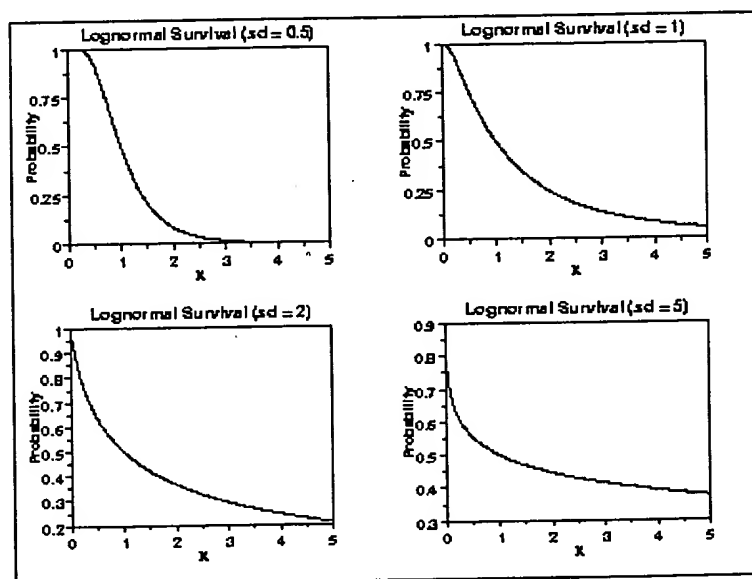 Lognormal Survival (sd = 0.5)
1
0.75
0.5
0.25
0
Probability
0 1 2 3 4 5
X
Lognormal Survival (sd = 1)
1
0.75
0.5
0.25
0
Probability
0 1 2 3 4 5
X
Lognormal Survival (sd = 2)
1
0.9
0.8
0.7
0.6
0.5
0.4
0.3
0.2
Probability
0 1 2 3 4 5
X
Lognormal Survival (sd = 5)
0.9
0.8
0.7
0.6
0.5
0.4
0.3
Probability
0 1 2 3 4 5
X